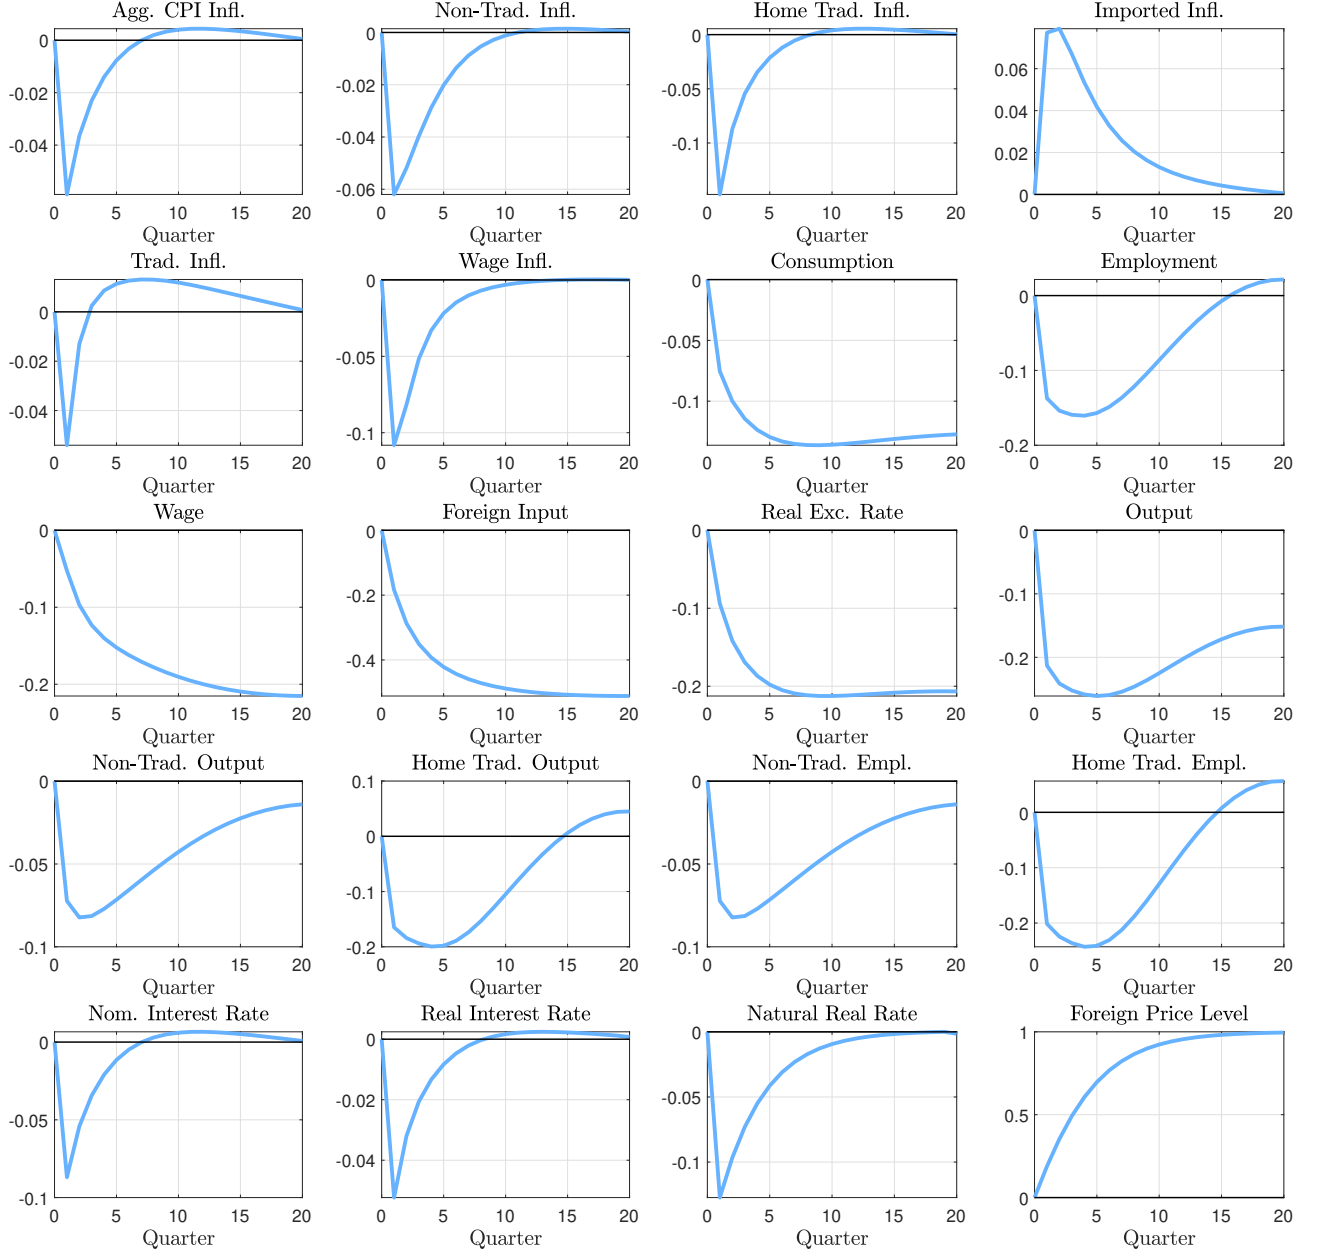 Agg. CPI Infl.
Non-Trad. Infl.
Home Trad. Infl.
Imported Infl.
0
-0.02
-0.04
0 5 10 15 20
Quarter
0
-0.02
-0.04
-0.06
0 5 10 15 20
Quarter
0
-0.05
-0.1
0 5 10 15 20
Quarter
0.06
0.04
0.02
0
0 5 10 15 20
Quarter
Trad. Infl.
Wage Infl.
Consumption
Employment
0
-0.02
-0.04
0 5 10 15 20
Quarter
0
-0.05
-0.1
0 5 10 15 20
Quarter
0
-0.05
-0.1
0 5 10 15 20
Quarter
0
-0.1
-0.2
0 5 10 15 20
Quarter
Wage
Foreign Input
Real Exc. Rate
Output
0
-0.1
-0.2
0 5 10 15 20
Quarter
0
-0.2
-0.4
0 5 10 15 20
Quarter
0
-0.1
-0.2
0 5 10 15 20
Quarter
0
-0.1
-0.2
0 5 10 15 20
Quarter
Non-Trad. Output
Home Trad. Output
Non-Trad. Empl.
Home Trad. Empl.
0
-0.05
-0.1
0 5 10 15 20
Quarter
0.1
0
-0.1
-0.2
0 5 10 15 20
Quarter
0
-0.05
-0.1
0 5 10 15 20
Quarter
0
-0.1
-0.2
0 5 10 15 20
Quarter
Nom. Interest Rate
Real Interest Rate
Natural Real Rate
Foreign Price Level
0
-0.05
-0.1
0 5 10 15 20
Quarter
0
-0.02
-0.04
0 5 10 15 20
Quarter
0
-0.05
-0.1
0 5 10 15 20
Quarter
1
0.5
0
0 5 10 15 20
Quarter